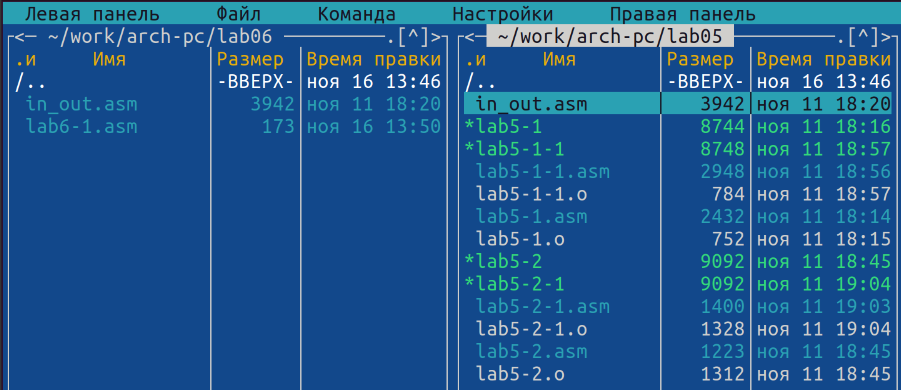 Левая панель Файл Команда Настройки Правая панель
<─ ~/work/arch-pc/lab06 ─.[^]>
.и Имя Размер Время правки
/.. -ВВЕРХ- ноя 16 13:46
in_out.asm 3942 ноя 11 18:20
lab6-1.asm 173 ноя 16 13:50
<─ ~/work/arch-pc/lab05 ─.[^]>
.и Имя Размер Время правки
/.. -ВВЕРХ- ноя 16 13:46
in_out.asm 3942 ноя 11 18:20
*lab5-1 8744 ноя 11 18:16
*lab5-1-1 8748 ноя 11 18:57
lab5-1-1.asm 2948 ноя 11 18:56
lab5-1-1.o 784 ноя 11 18:57
lab5-1.asm 2432 ноя 11 18:14
lab5-1.o 752 ноя 11 18:15
*lab5-2 9092 ноя 11 18:45
*lab5-2-1 9092 ноя 11 19:04
lab5-2-1.asm 1400 ноя 11 19:03
lab5-2-1.o 1328 ноя 11 19:04
lab5-2.asm 1223 ноя 11 18:45
lab5-2.o 1312 ноя 11 18:45